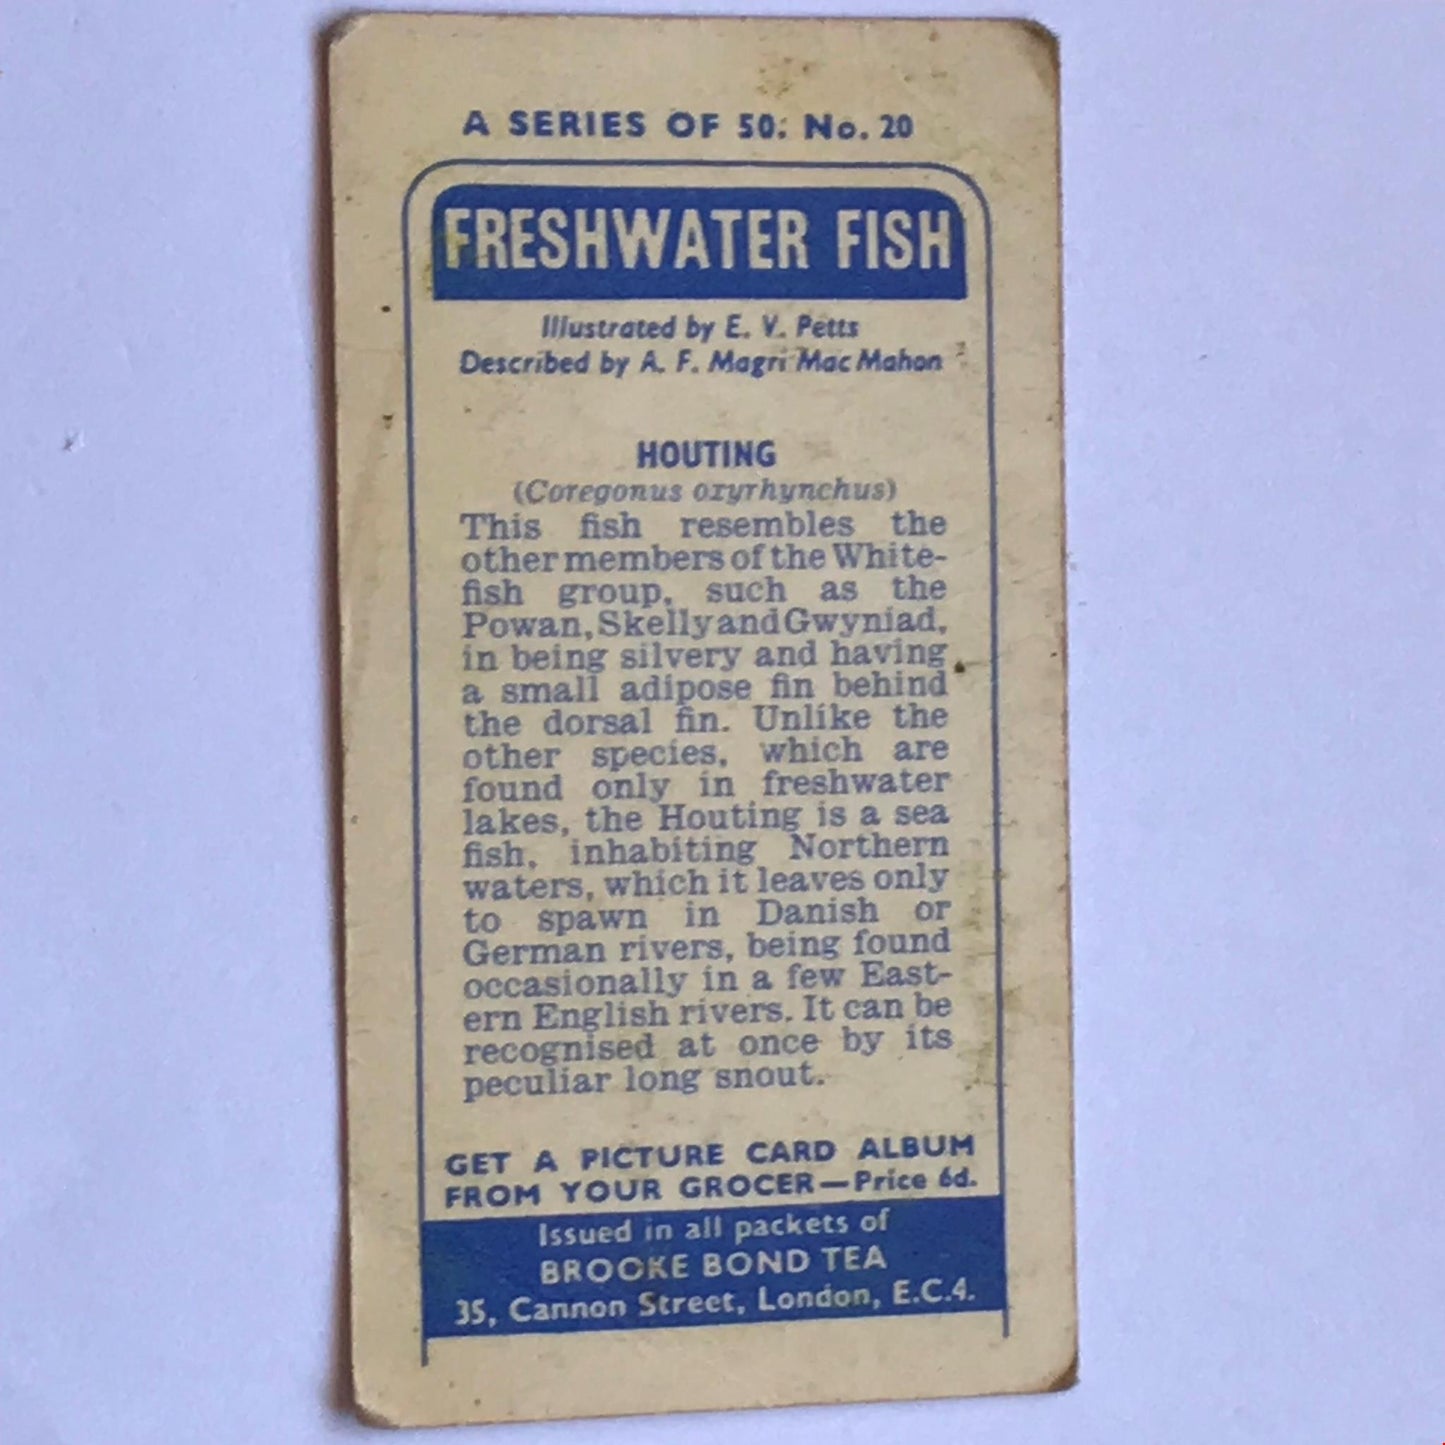 A SERIES OF 50: No. 20
FRESHWATER FISH
Illustrated by E. V. Petts
Described by A. F. Magri Mac Mahon
HOUTING
(Coregonus oxyrhynchus)
This fish resembles the
other members of the White-
fish group, such as the
Powan, Skelly and Gwyniad,
in being silvery and having
a small adipose fin behind
the dorsal fin. Unlike the
other species, which are
found only in freshwater
lakes, the Houting is a sea
fish, inhabiting Northern
waters, which it leaves only
to spawn in Danish or
German rivers, being found
occasionally in a few East-
ern English rivers. It can be
recognised at once by its
peculiar long snout.
GET A PICTURE CARD ALBUM
FROM YOUR GROCER—Price 6d.
Issued in all packets of
BROOKE BOND TEA
35, Cannon Street, London, E.C.4.